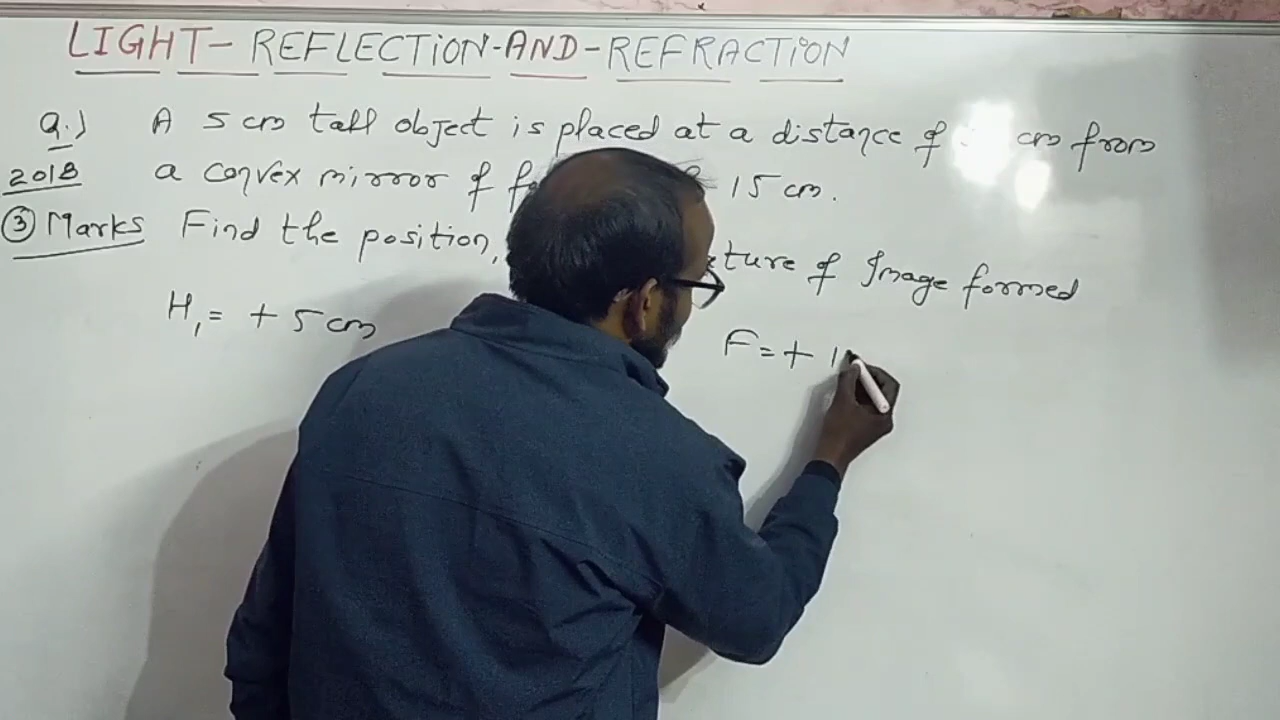 LIGHT-REFLECTION-AND-REFRACTION
Q.) A 5 cm tall object is placed at a distance of cm from
2018 a convex mirror of 15 cm.
③ Marks Find the position, of Image formed
H₁ = + 5 cm
F = + 1